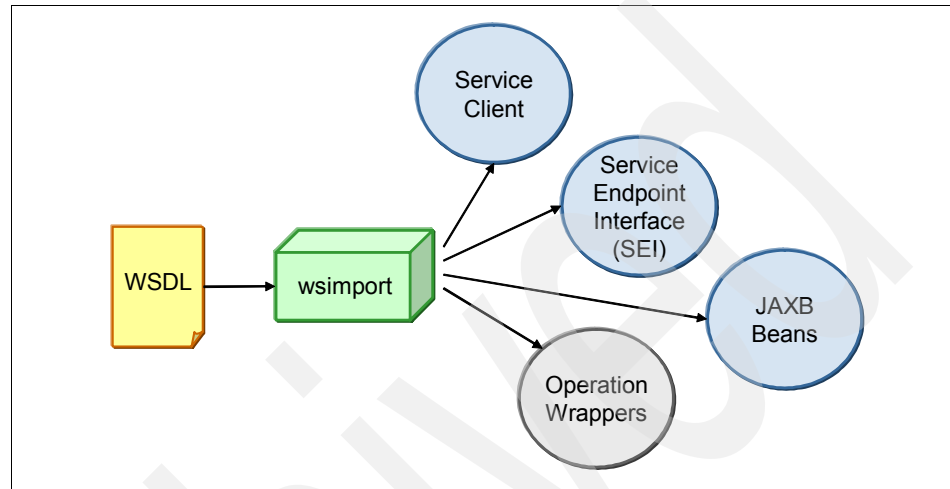 Service
Client
Service
Endpoint
Interface
(SEI)
WSDL
wsimport
JAXB
Beans
Operation
Wrappers